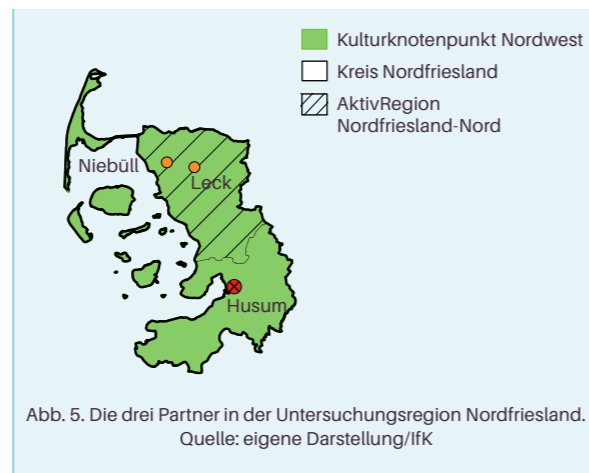 Kulturknotenpunkt Nordwest
Kreis Nordfriesland
AktivRegion
Nordfriesland-Nord
Niebüll
Leck
Husum
Abb. 5. Die drei Partner in der Untersuchungsregion Nordfriesland.
Quelle: eigene Darstellung/IfK